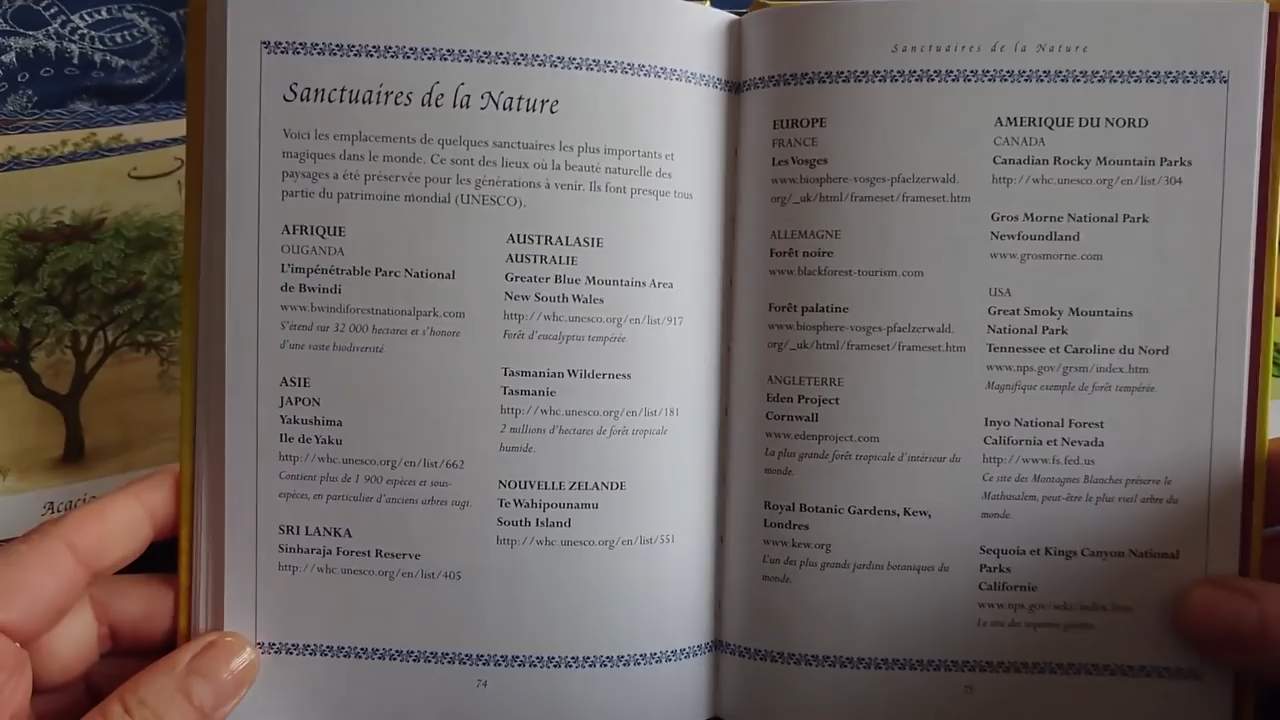 Sanctuaires de la Nature
Voici les emplacements de quelques sanctuaires les plus importants et
magiques dans le monde. Ce sont des lieux où la beauté naturelle des
paysages a été préservée pour les générations à venir. Ils font presque tous
partie du patrimoine mondial (UNESCO).
AFRIQUE
OUGANDA
L'impénétrable Parc National
de Bwindi
www.bwindiforestnationalpark.com
S'étend sur 32 000 hectares et s'honore
d'une vaste biodiversité.
ASIE
JAPON
Yakushima
Ile de Yaku
http://whc.unesco.org/en/list/662
Contient plus de 1 900 espèces et sous-
espèces, en particulier d'anciens arbres sugi.
SRI LANKA
Sinharaja Forest Reserve
http://whc.unesco.org/en/list/405
AUSTRALASIE
AUSTRALIE
Greater Blue Mountains Area
New South Wales
http://whc.unesco.org/en/list/917
Forêt d'eucalyptus tempérée.
Tasmanian Wilderness
Tasmanie
http://whc.unesco.org/en/list/181
2 millions d'hectares de forêt tropicale
humide.
NOUVELLE ZELANDE
Te Wahipounamu
South Island
http://whc.unesco.org/en/list/551
74
Sanctuaires de la Nature
EUROPE
FRANCE
Les Vosges
www.biosphere-vosges-pfaelzerwald.
org/_uk/html/frameset/frameset.htm
ALLEMAGNE
Forêt noire
www.blackforest-tourism.com
Forêt palatine
www.biosphere-vosges-pfaelzerwald.
org/_uk/html/frameset/frameset.htm
ANGLETERRE
Eden Project
Cornwall
www.edenproject.com
La plus grande forêt tropicale d'intérieur du
monde.
Royal Botanic Gardens, Kew,
Londres
www.kew.org
L'un des plus grands jardins botaniques du
monde.
AMERIQUE DU NORD
CANADA
Canadian Rocky Mountain Parks
http://whc.unesco.org/en/list/304
Gros Morne National Park
Newfoundland
www.grosmorne.com
USA
Great Smoky Mountains
National Park
Tennessee et Caroline du Nord
www.nps.gov/grsm/index.htm
Magnifique exemple de forêt tempérée.
Inyo National Forest
California et Nevada
http://www.fs.fed.us
Ce site des Montagnes Blanches préserve le
Mathusalem, peut-être le plus vieil arbre du
monde.
Sequoia et Kings Canyon National
Parks
Californie
www.nps.gov/seki/index.htm
Le site des
75
Acacia